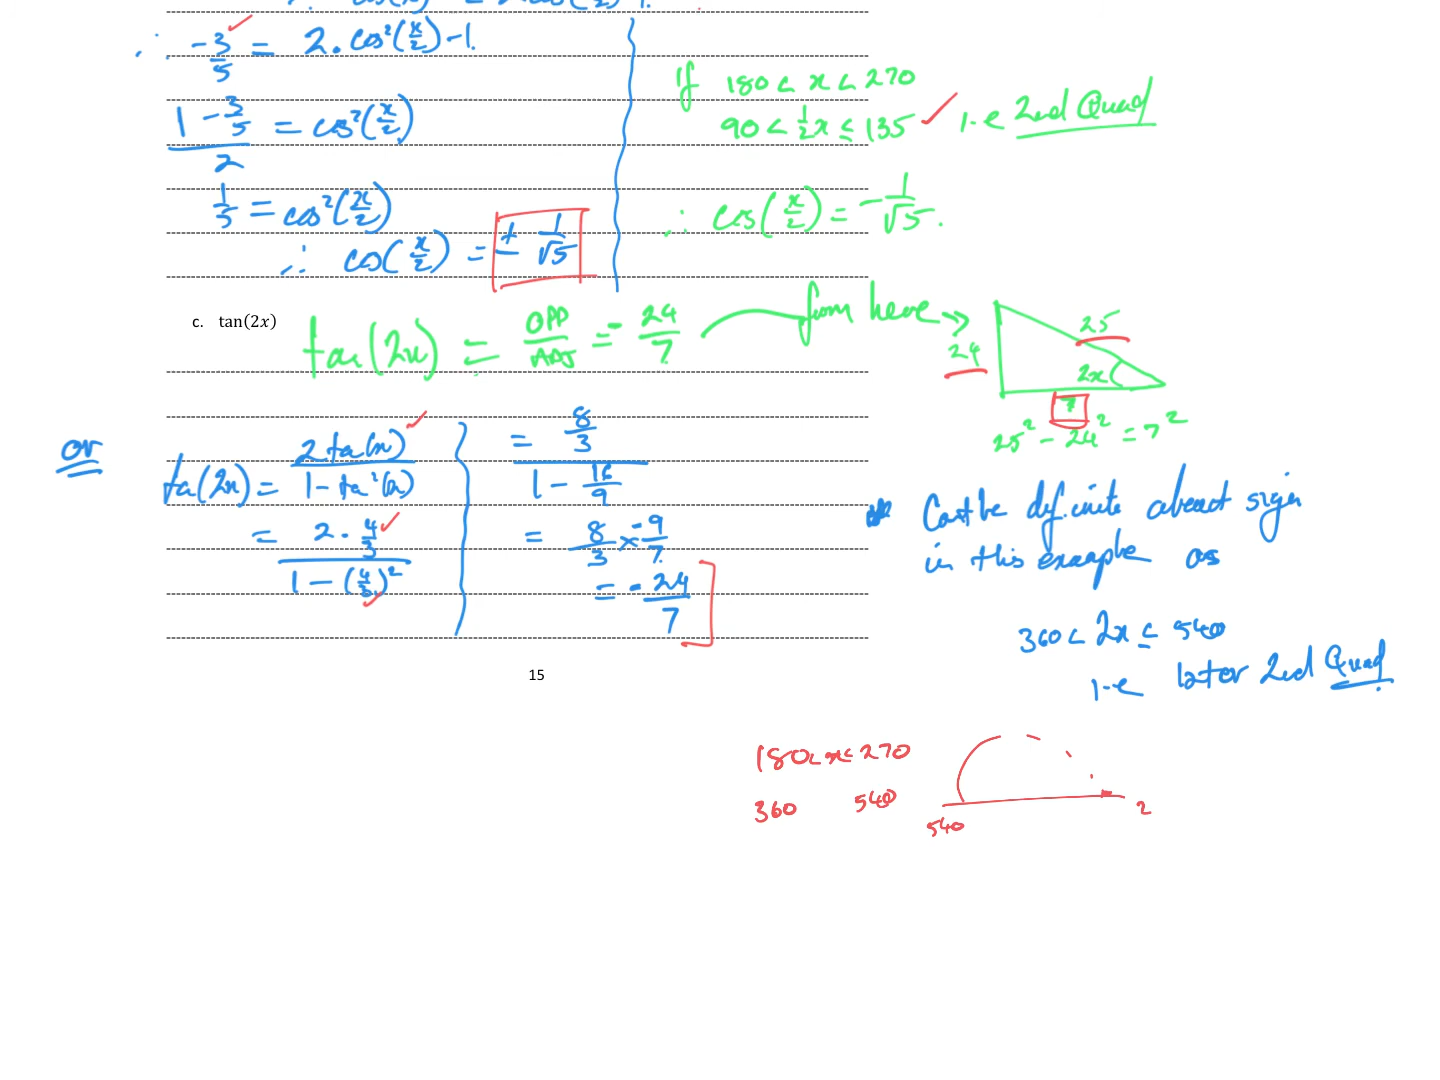 ∴ -3/5 = 2.cos²(x/2) -1.
(1 - 3/5)/2 = cos²(x/2)
1/5 = cos²(x/2)
∴ cos(x/2) = ± 1/√5
If 180 < x < 270
90 < ½x ≤ 135 ✓ i.e 2nd Quad
∴ cos(x/2) = -1/√5.
c. tan(2x)
tan(2x) = OPP/ADJ = -24/7
from here →
25
24
2x
7
25² - 24² = 7²
or
tan(2x) = 2tan(x)/(1 - tan²(x))
= (2 · 4/3)/(1 - (4/3)²)
= (8/3)/(1 - 16/9)
= 8/3 × -9/7
= -24/7
definite about sign
in this example as
360 < 2x ≤ 540
i-e later 2nd Quad
15
180 < x ≤ 270
360 540
540
2